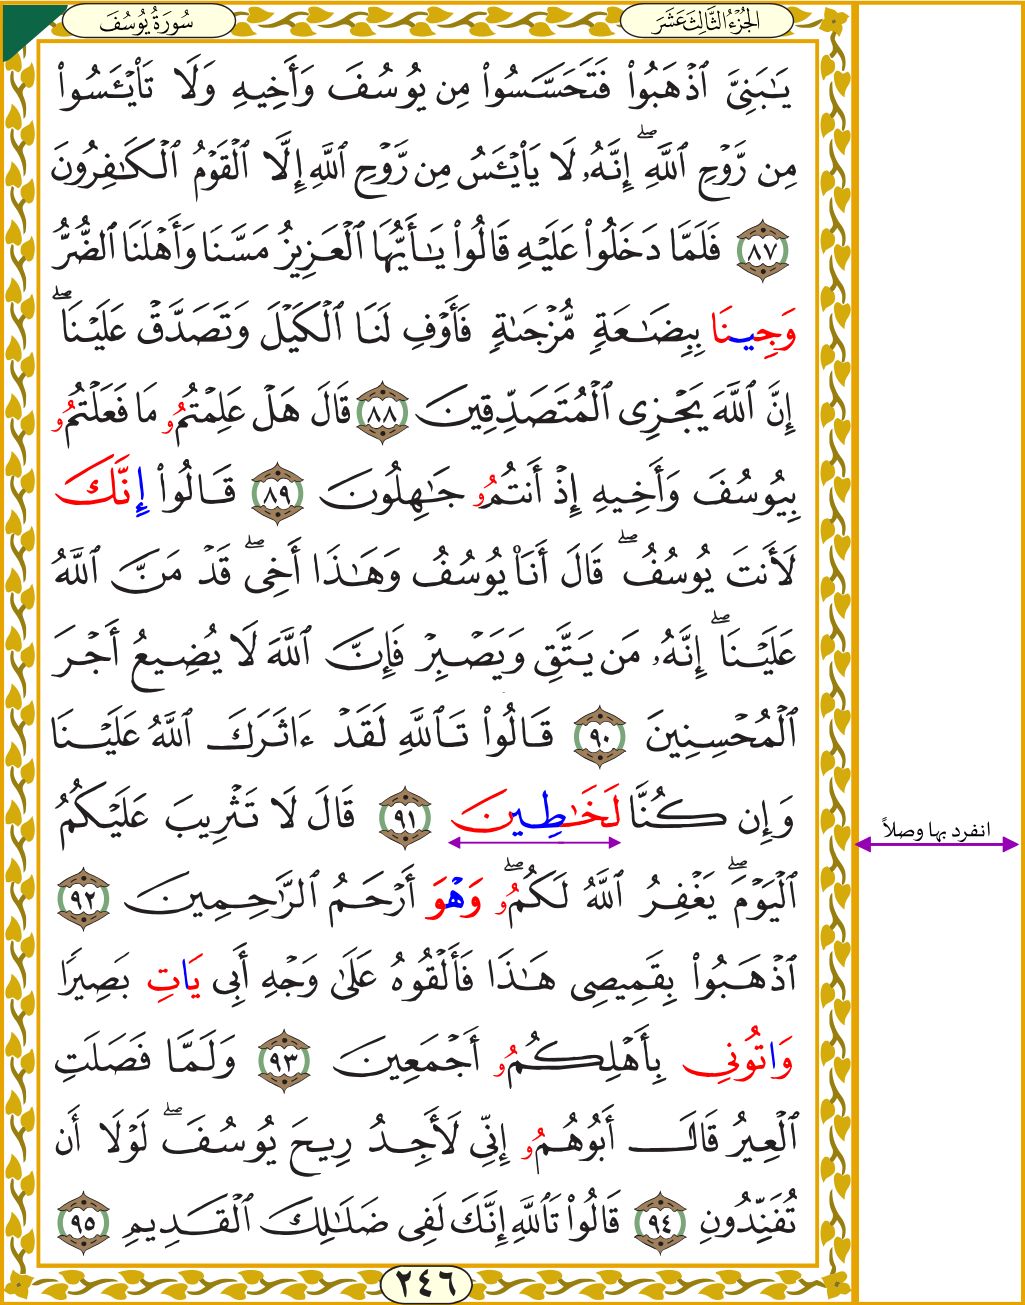 الجُزْءُ الثَّالِثَ عَشَرَ
سُورَةُ يُوسُفَ
يَٰبَنِىَّ ٱذْهَبُوا۟ فَتَحَسَّسُوا۟ مِن يُوسُفَ وَأَخِيهِ وَلَا تَا۟يْـَٔسُوا۟
مِن رَّوْحِ ٱللَّهِۖ إِنَّهُۥ لَا يَا۟يْـَٔسُ مِن رَّوْحِ ٱللَّهِ إِلَّا ٱلْقَوْمُ ٱلْكَٰفِرُونَ
٨٧ فَلَمَّا دَخَلُوا۟ عَلَيْهِ قَالُوا۟ يَٰٓأَيُّهَا ٱلْعَزِيزُ مَسَّنَا وَأَهْلَنَا ٱلضُّرُّ
وَجِينَا بِبِضَٰعَةٍ مُّزْجَىٰةٍ فَأَوْفِ لَنَا ٱلْكَيْلَ وَتَصَدَّقْ عَلَيْنَاۖ
إِنَّ ٱللَّهَ يَجْزِى ٱلْمُتَصَدِّقِينَ ٨٨ قَالَ هَلْ عَلِمْتُمُۥ مَا فَعَلْتُمُۥ
بِيُوسُفَ وَأَخِيهِ إِذْ أَنتُمُۥ جَٰهِلُونَ ٨٩ قَالُوا۟ إِنَّكَ
لَأَنتَ يُوسُفُۖ قَالَ أَنَا۠ يُوسُفُ وَهَٰذَا أَخِىۖ قَدْ مَنَّ ٱللَّهُ
عَلَيْنَاۖ إِنَّهُۥ مَن يَتَّقِ وَيَصْبِرْ فَإِنَّ ٱللَّهَ لَا يُضِيعُ أَجْرَ
ٱلْمُحْسِنِينَ ٩٠ قَالُوا۟ تَٱللَّهِ لَقَدْ ءَاثَرَكَ ٱللَّهُ عَلَيْنَا
وَإِن كُنَّا لَخَٰطِينَ ٩١ قَالَ لَا تَثْرِيبَ عَلَيْكُمُ
انفرد بها وصلاً
ٱلْيَوْمَۖ يَغْفِرُ ٱللَّهُ لَكُمُۥۖ وَهْوَ أَرْحَمُ ٱلرَّٰحِمِينَ ٩٢
ٱذْهَبُوا۟ بِقَمِيصِى هَٰذَا فَأَلْقُوهُ عَلَىٰ وَجْهِ أَبِى يَاتِ بَصِيرًا
وَاتُونِى بِأَهْلِكُمُۥ أَجْمَعِينَ ٩٣ وَلَمَّا فَصَلَتِ
ٱلْعِيرُ قَالَ أَبُوهُمُۥ إِنِّى لَأَجِدُ رِيحَ يُوسُفَۖ لَوْلَا أَن
تُفَنِّدُونِ ٩٤ قَالُوا۟ تَٱللَّهِ إِنَّكَ لَفِى ضَلَٰلِكَ ٱلْقَدِيمِ ٩٥
٢٤٦